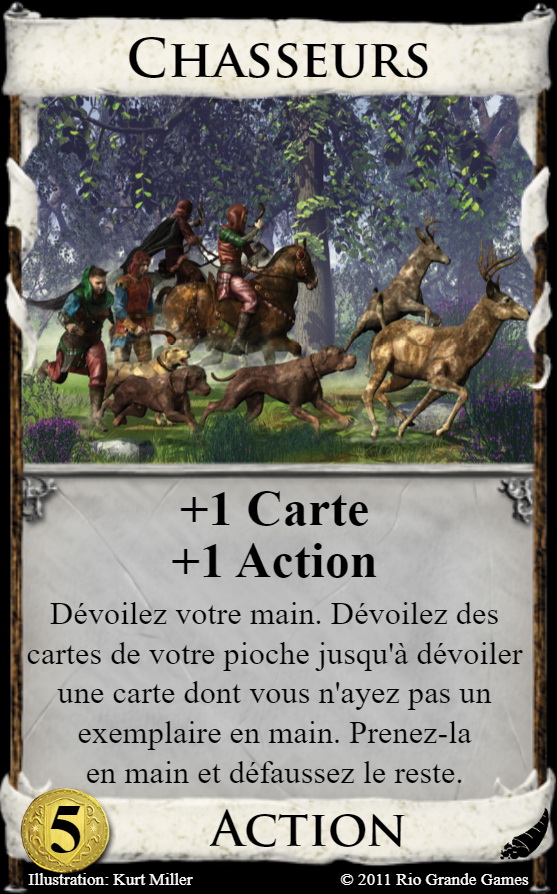 CHASSEURS
+1 Carte
+1 Action
Dévoilez votre main. Dévoilez des
cartes de votre pioche jusqu'à dévoiler
une carte dont vous n'ayez pas un
exemplaire en main. Prenez-la
en main et défaussez le reste.
5
ACTION
Illustration: Kurt Miller
© 2011 Rio Grande Games